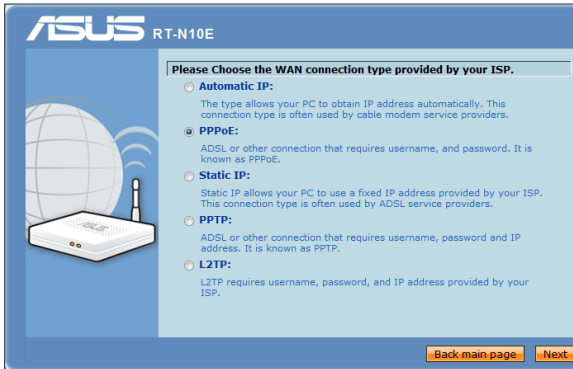 ASUS RT-N10E
Please Choose the WAN connection type provided by your ISP.
Automatic IP:
The type allows your PC to obtain IP address automatically. This
connection type is often used by cable modem service providers.
PPPoE:
ADSL or other connection that requires username, and password. It is
known as PPPoE.
Static IP:
Static IP allows your PC to use a fixed IP address provided by your ISP.
This connection type is often used by ADSL service providers.
PPTP:
ADSL or other connection that requires username, password and IP
address. It is known as PPTP.
L2TP:
L2TP requires username, password, and IP address provided by your
ISP.
ASUS
Back main page Next